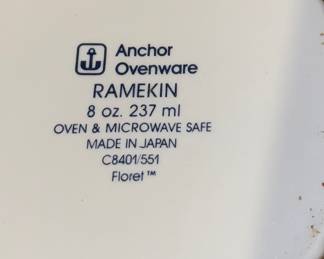 Anchor
Ovenware
RAMEKIN
8 oz. 237 ml
OVEN & MICROWAVE SAFE
MADE IN JAPAN
C8401/551
Floret™